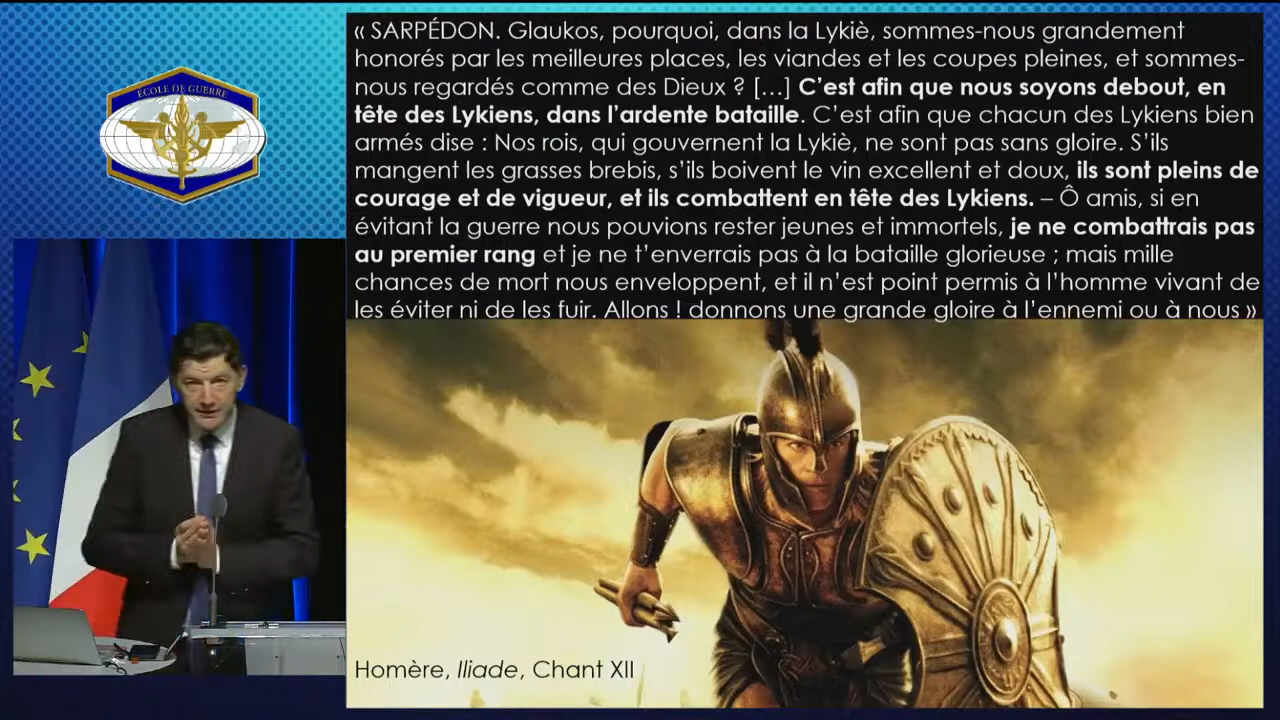 ECOLE DE GUERRE
« SARPÉDON. Glaukos, pourquoi, dans la Lykiè, sommes-nous grandement
honorés par les meilleures places, les viandes et les coupes pleines, et sommes-
nous regardés comme des Dieux ? [...] C'est afin que nous soyons debout, en
tête des Lykiens, dans l'ardente bataille. C'est afin que chacun des Lykiens bien
armés dise : Nos rois, qui gouvernent la Lykiè, ne sont pas sans gloire. S'ils
mangent les grasses brebis, s'ils boivent le vin excellent et doux, ils sont pleins de
courage et de vigueur, et ils combattent en tête des Lykiens. – Ô amis, si en
évitant la guerre nous pouvions rester jeunes et immortels, je ne combattrais pas
au premier rang et je ne t'enverrais pas à la bataille glorieuse ; mais mille
chances de mort nous enveloppent, et il n'est point permis à l'homme vivant de
les éviter ni de les fuir. Allons ! donnons une grande gloire à l'ennemi ou à nous »
Homère, Iliade, Chant XII